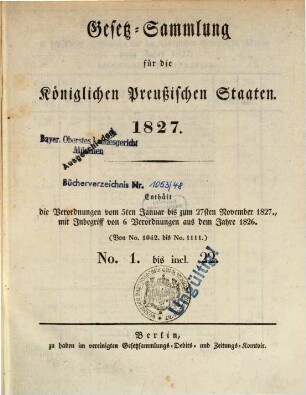 Gesetz-Sammlung
für die
Königlichen Preußischen Staaten.
1827.
Bayer. Oberstes Landesgericht
München
Ausgeschieden
Bücherverzeichnis Nr. 1053/48
Enthält
die Verordnungen vom 5ten Januar bis zum 27sten November 1827.,
mit Inbegriff von 6 Verordnungen aus dem Jahre 1826.
(Von No. 1042. bis No. 1111.)
No. 1. bis incl. 22.
Ungültig!
Berlin,
zu haben im vereinigten Gesetzsammlungs-Debits- und Zeitungs-Komtoir.